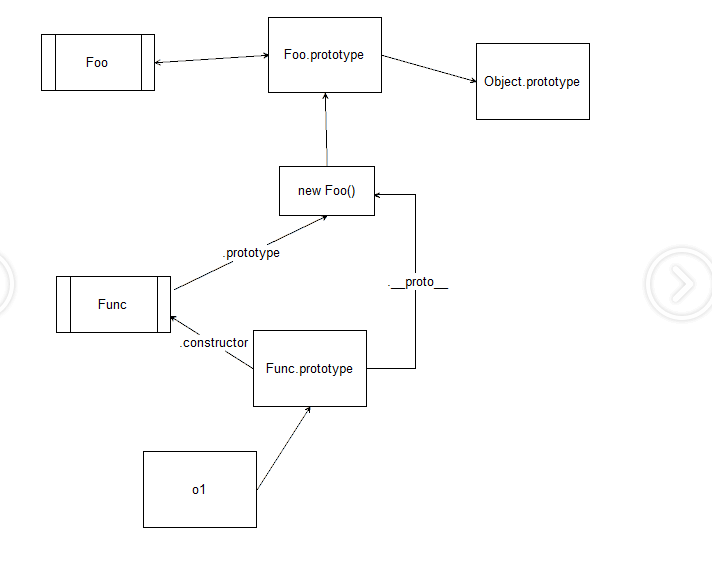 Foo
Foo.prototype
Object.prototype
new Foo()
.prototype
.__proto__
Func
.constructor
Func.prototype
o1